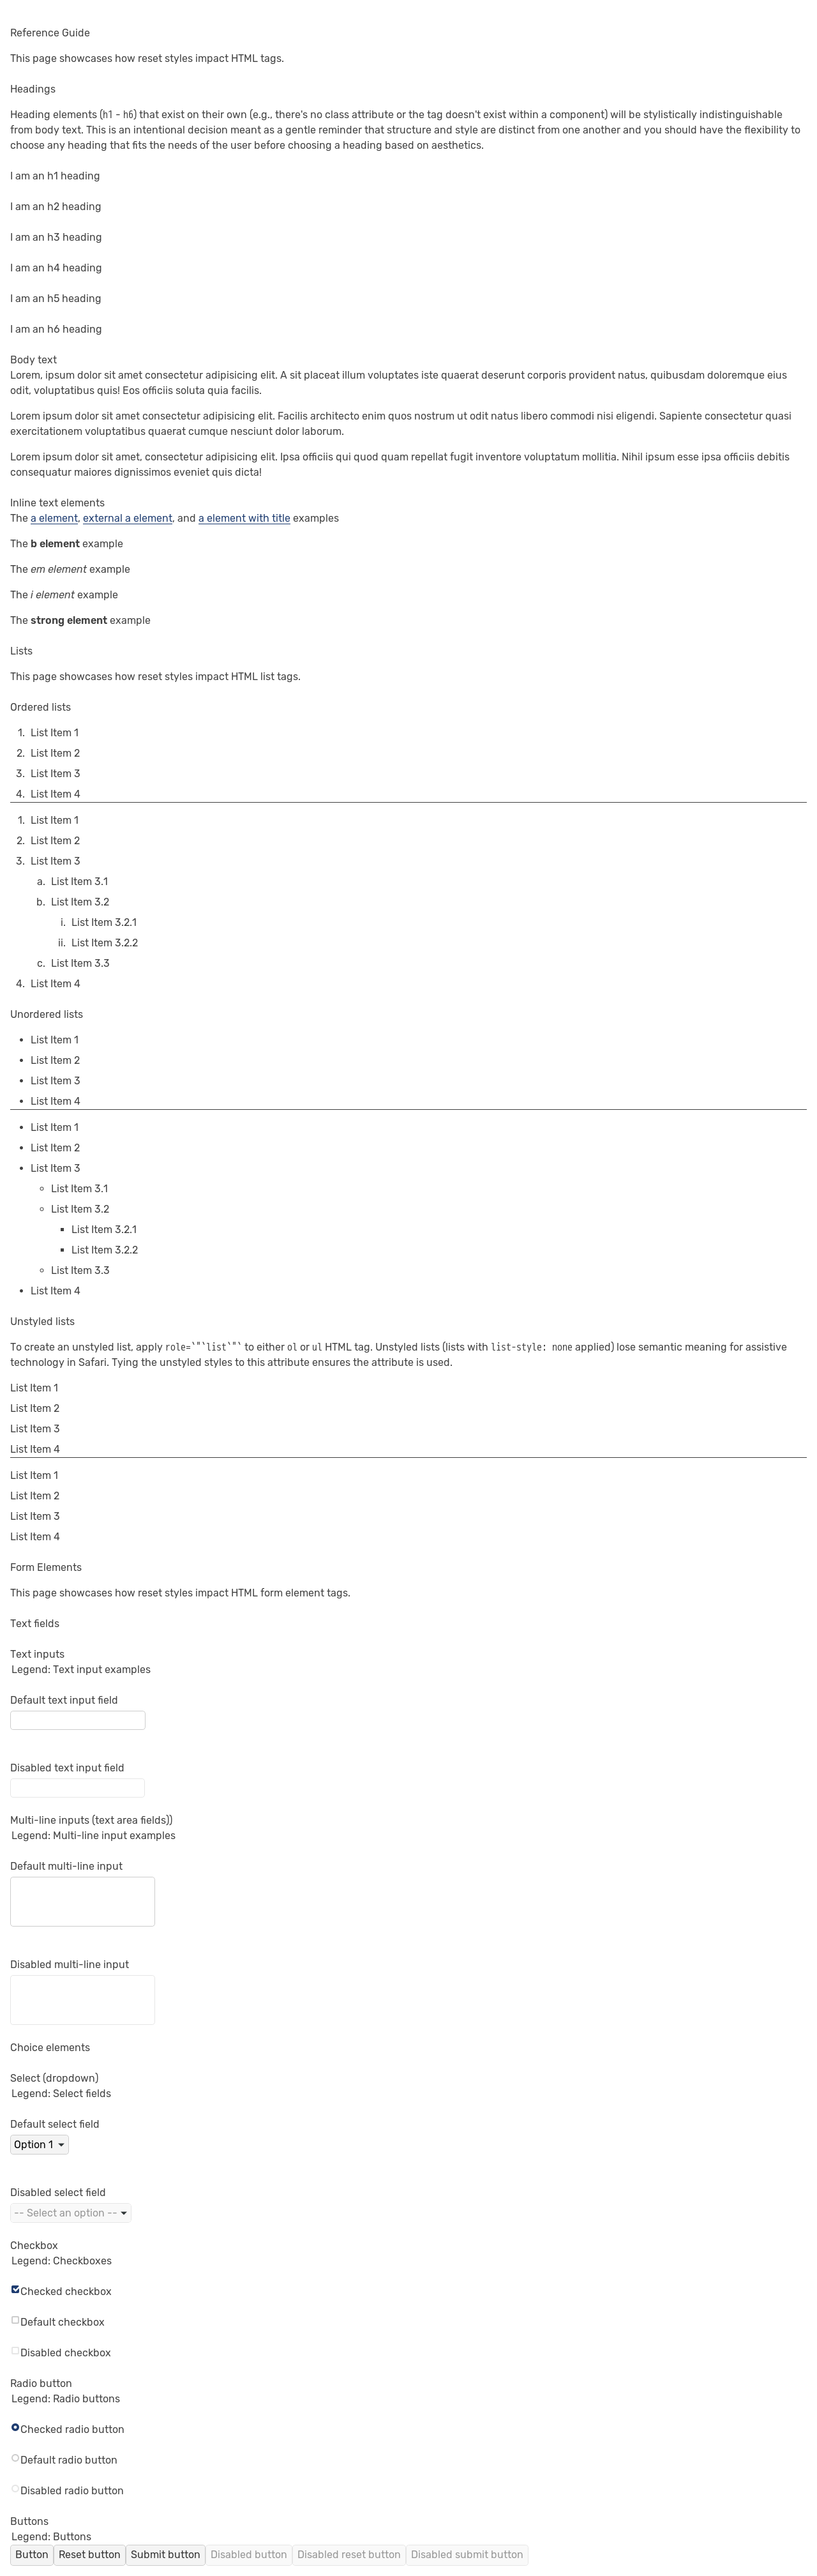 Reference Guide
This page showcases how reset styles impact HTML tags.
Headings
Heading elements (h1 - h6) that exist on their own (e.g., there's no class attribute or the tag doesn't exist within a component) will be stylistically indistinguishable
from body text. This is an intentional decision meant as a gentle reminder that structure and style are distinct from one another and you should have the flexibility to
choose any heading that fits the needs of the user before choosing a heading based on aesthetics.
I am an h1 heading
I am an h2 heading
I am an h3 heading
I am an h4 heading
I am an h5 heading
I am an h6 heading
Body text
Lorem, ipsum dolor sit amet consectetur adipisicing elit. A sit placeat illum voluptates iste quaerat deserunt corporis provident natus, quibusdam doloremque eius
odit, voluptatibus quis! Eos officiis soluta quia facilis.
Lorem ipsum dolor sit amet consectetur adipisicing elit. Facilis architecto enim quos nostrum ut odit natus libero commodi nisi eligendi. Sapiente consectetur quasi
exercitationem voluptatibus quaerat cumque nesciunt dolor laborum.
Lorem ipsum dolor sit amet, consectetur adipisicing elit. Ipsa officiis qui quod quam repellat fugit inventore voluptatum mollitia. Nihil ipsum esse ipsa officiis debitis
consequatur maiores dignissimos eveniet quis dicta!
Inline text elements
The a element, external a element, and a element with title examples
The b element example
The em element example
The i element example
The strong element example
Lists
This page showcases how reset styles impact HTML list tags.
Ordered lists
1. List Item 1
2. List Item 2
3. List Item 3
4. List Item 4
1. List Item 1
2. List Item 2
3. List Item 3
a. List Item 3.1
b. List Item 3.2
i. List Item 3.2.1
ii. List Item 3.2.2
c. List Item 3.3
4. List Item 4
Unordered lists
• List Item 1
• List Item 2
• List Item 3
• List Item 4
• List Item 1
• List Item 2
• List Item 3
◦ List Item 3.1
◦ List Item 3.2
▪ List Item 3.2.1
▪ List Item 3.2.2
◦ List Item 3.3
• List Item 4
Unstyled lists
To create an unstyled list, apply role=`"`list`"` to either ol or ul HTML tag. Unstyled lists (lists with list-style: none applied) lose semantic meaning for assistive
technology in Safari. Tying the unstyled styles to this attribute ensures the attribute is used.
List Item 1
List Item 2
List Item 3
List Item 4
List Item 1
List Item 2
List Item 3
List Item 4
Form Elements
This page showcases how reset styles impact HTML form element tags.
Text fields
Text inputs
Legend: Text input examples
Default text input field
Disabled text input field
Multi-line inputs (text area fields))
Legend: Multi-line input examples
Default multi-line input
Disabled multi-line input
Choice elements
Select (dropdown)
Legend: Select fields
Default select field
Option 1
Disabled select field
-- Select an option --
Checkbox
Legend: Checkboxes
Checked checkbox
Default checkbox
Disabled checkbox
Radio button
Legend: Radio buttons
Checked radio button
Default radio button
Disabled radio button
Buttons
Legend: Buttons
Button Reset button Submit button Disabled button Disabled reset button Disabled submit button